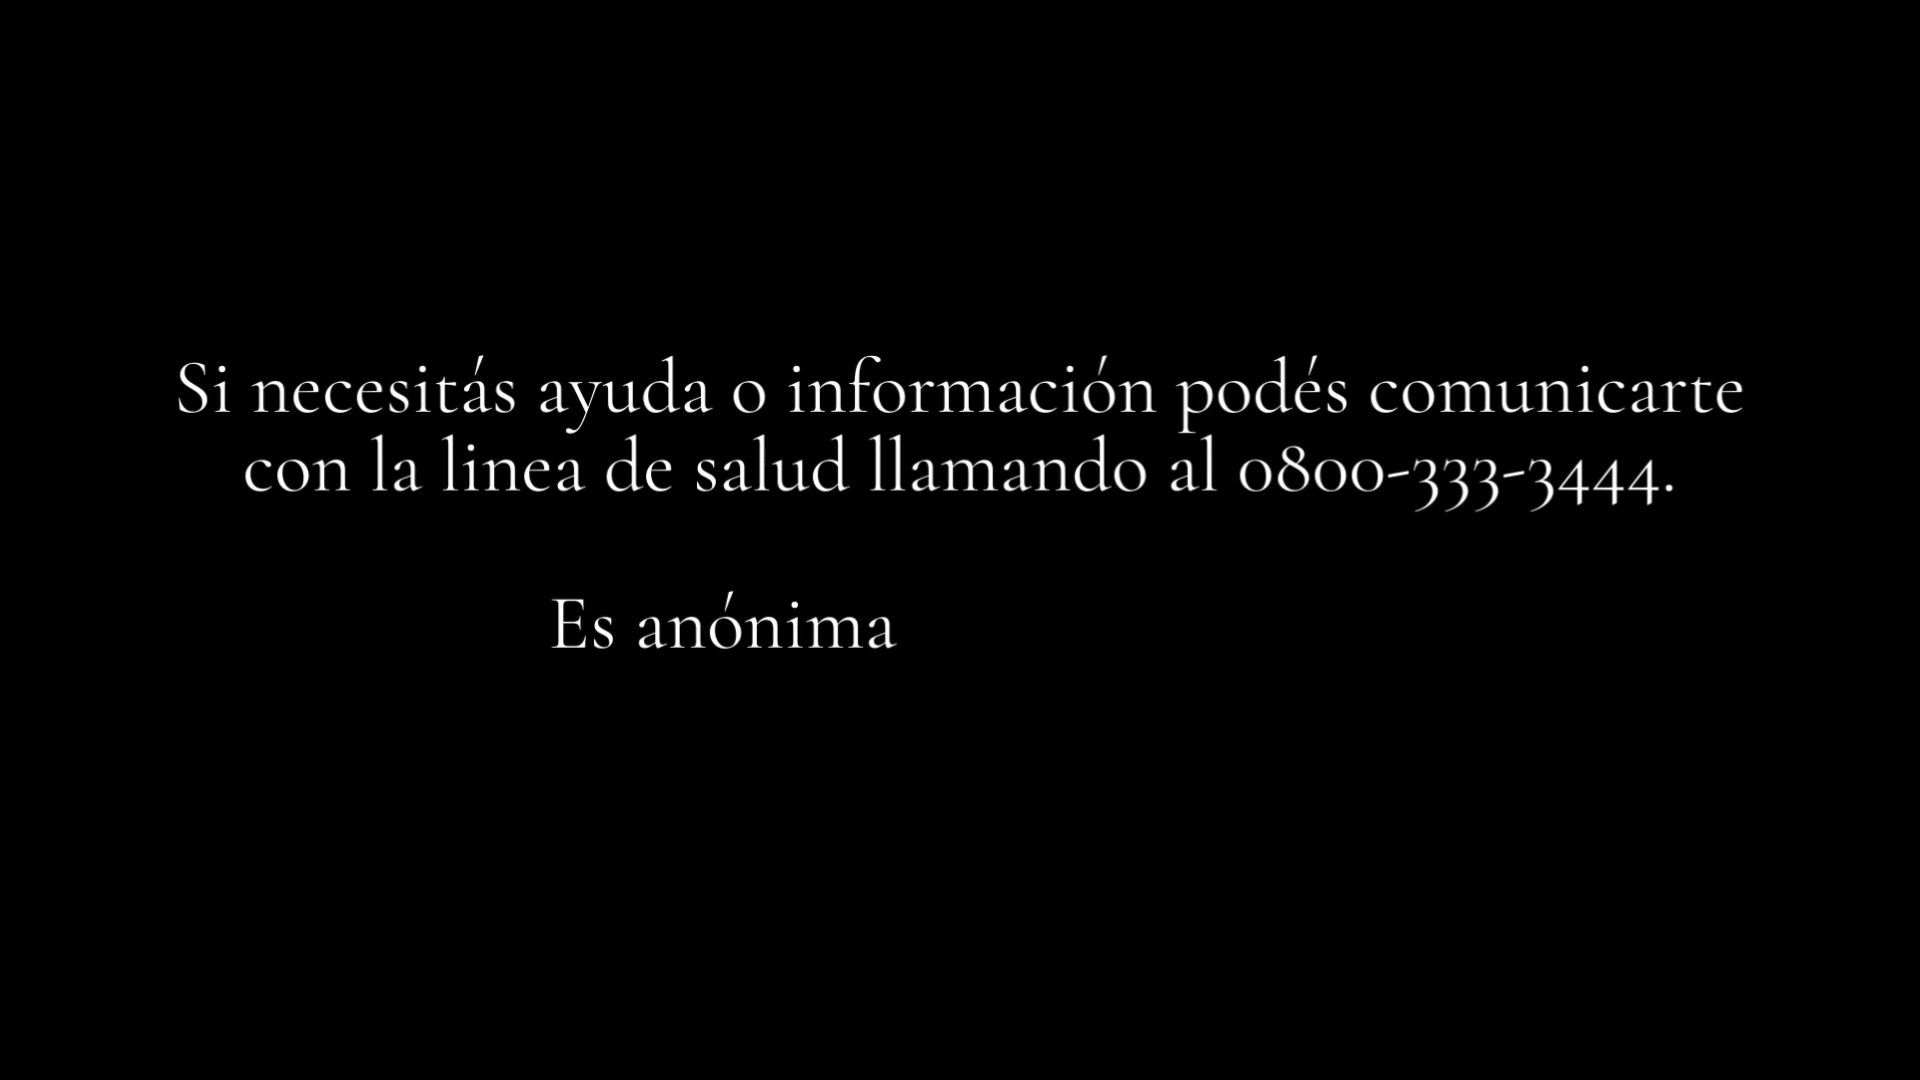 Si necesitás ayuda o información podés comunicarte
con la linea de salud llamando al 0800-333-3444.
Es anónima